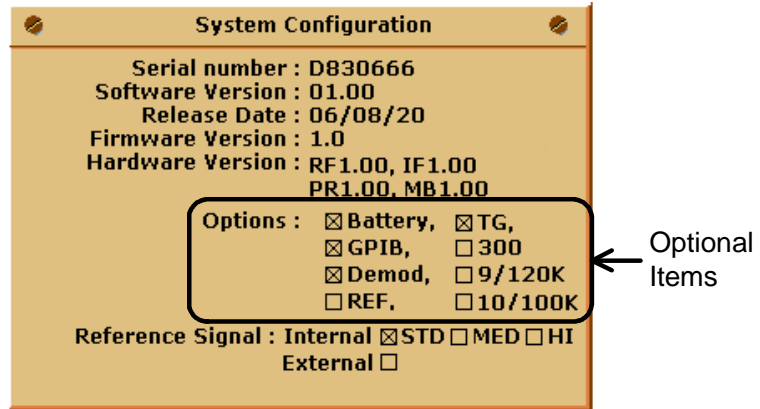 System Configuration
Serial number : D830666
Software Version : 01.00
Release Date : 06/08/20
Firmware Version : 1.0
Hardware Version : RF1.00, IF1.00
PR1.00, MB1.00
Options : ☒ Battery, ☒ TG,
☒ GPIB, ☐ 300
☒ Demod, ☐ 9/120K
☐ REF, ☐ 10/100K
Optional
Items
Reference Signal : Internal ☒ STD ☐ MED ☐ HI
External ☐